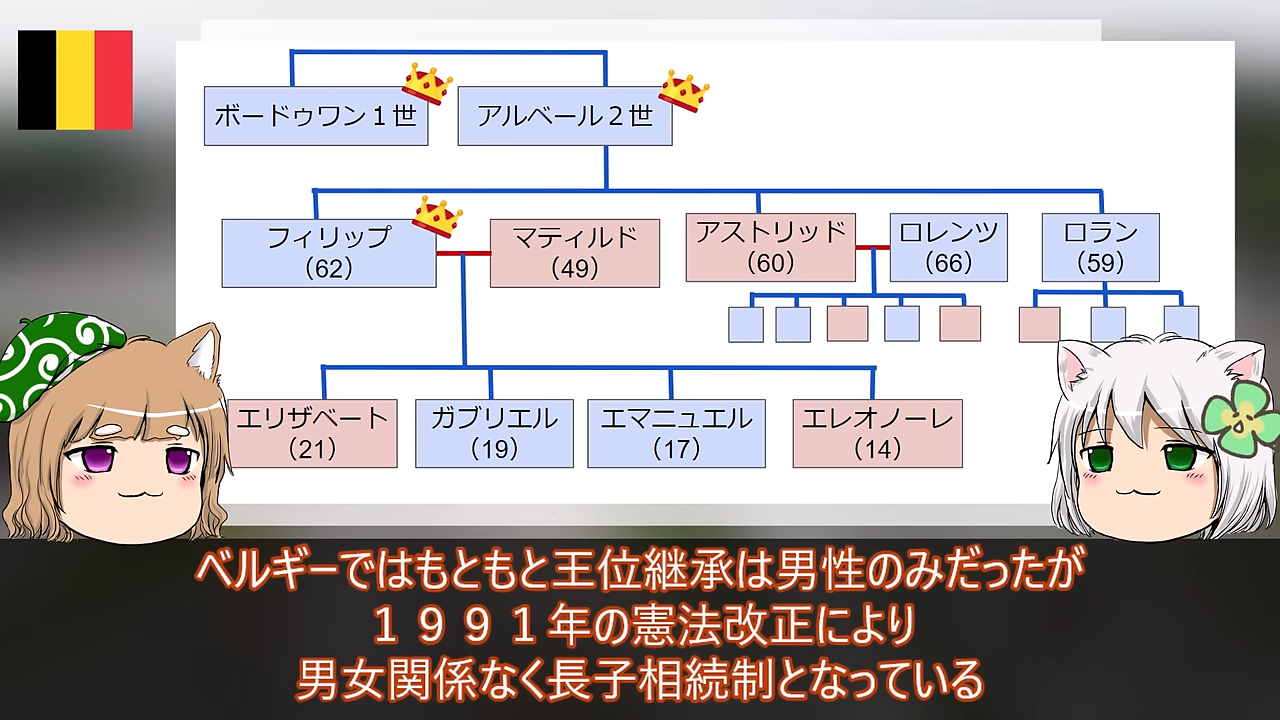 ボードゥワン１世
アルベール２世
フィリップ
（62）
マティルド
（49）
アストリッド
（60）
ロレンツ
（66）
ロラン
（59）
エリザベート
（21）
ガブリエル
（19）
エマニュエル
（17）
エレオノーレ
（14）
ベルギーではもともと王位継承は男性のみだったが
１９９１年の憲法改正により
男女関係なく長子相続制となっている